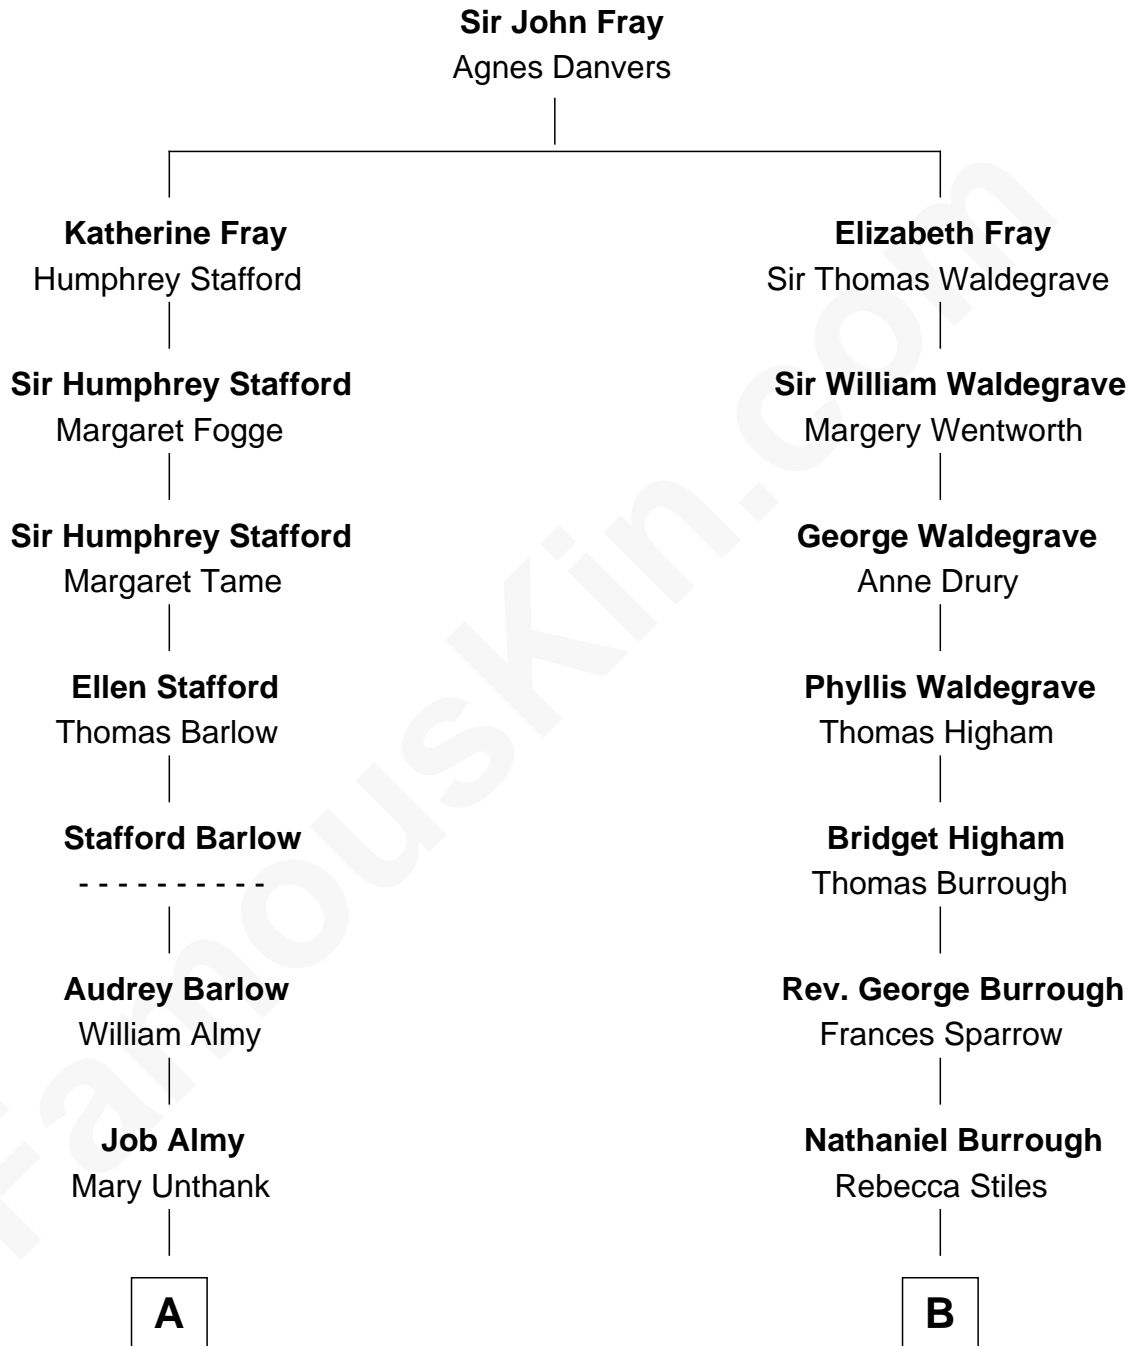 Sir John Fray
Agnes Danvers
Katherine Fray
Humphrey Stafford
Sir Humphrey Stafford
Margaret Fogge
Sir Humphrey Stafford
Margaret Tame
Ellen Stafford
Thomas Barlow
Stafford Barlow
- - - - - - - - - -
Audrey Barlow
William Almy
Job Almy
Mary Unthank
A
Elizabeth Fray
Sir Thomas Waldegrave
Sir William Waldegrave
Margery Wentworth
George Waldegrave
Anne Drury
Phyllis Waldegrave
Thomas Higham
Bridget Higham
Thomas Burrough
Rev. George Burrough
Frances Sparrow
Nathaniel Burrough
Rebecca Stiles
B
FamousKin.com